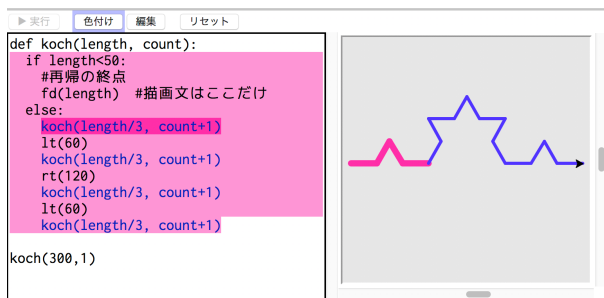 ▶ 実行 色付け 編集 リセット
def koch(length, count):
  if length<50:
    #再帰の終点
    fd(length)  #描画文はここだけ
  else:
    koch(length/3, count+1)
    lt(60)
    koch(length/3, count+1)
    rt(120)
    koch(length/3, count+1)
    lt(60)
    koch(length/3, count+1)
koch(300,1)